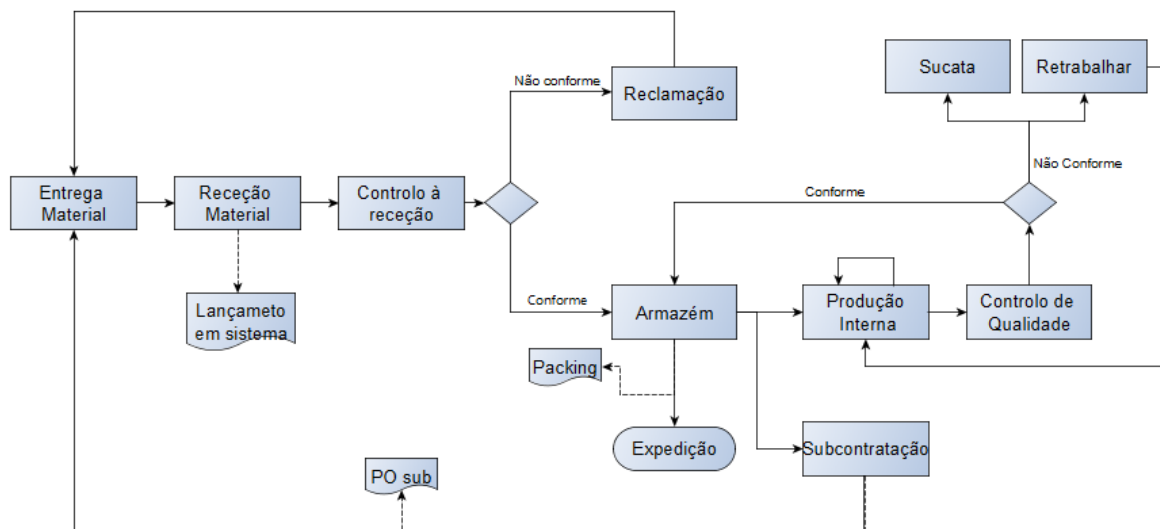 Sucata
Retrabalhar
Não conforme
Reclamação
Não Conforme
Entrega
Material
Receção
Material
Controlo à
receção
Conforme
Lançameto
em sistema
Conforme
Armazém
Produção
Interna
Controlo de
Qualidade
Packing
Expedição
Subcontratação
PO sub